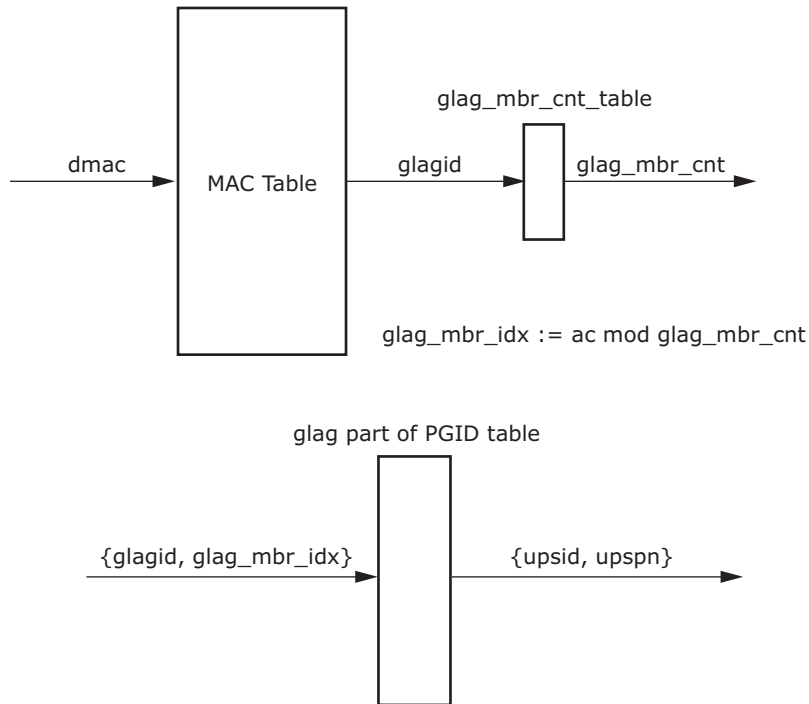 glag_mbr_cnt_table
dmac
MAC Table
glagid
glag_mbr_cnt
glag_mbr_idx := ac mod glag_mbr_cnt
glag part of PGID table
{glagid, glag_mbr_idx}
{upsid, upspn}